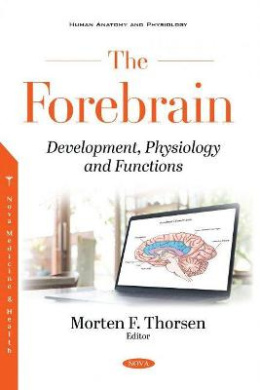 HUMAN ANATOMY AND PHYSIOLOGY
The
Forebrain
Development, Physiology
and Functions
Nova Medicine & Health
Morten F. Thorsen
Editor
NOVA